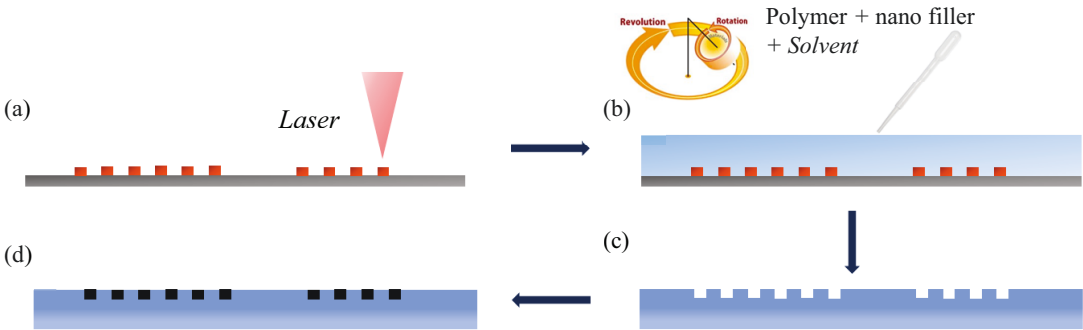 (a)
Laser
Revolution
Rotation
Polymer + nano filler
+ Solvent
(b)
(d)
(c)